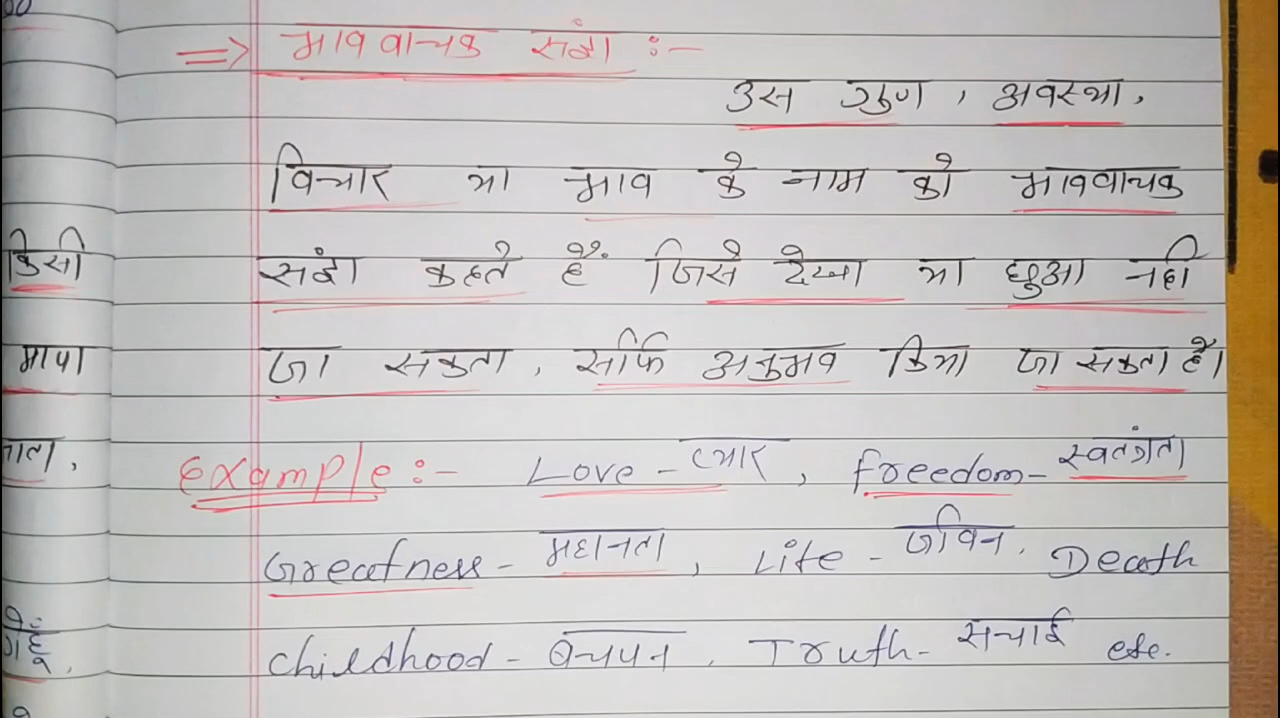 => भाववाचक संज्ञा :-
उस गुण, अवस्था,
विचार या भाव के नाम को भाववाचक
किसी
संज्ञा कहते हैं जिसे देखा या छुआ नही
मापा
जा सकता, सिर्फ अनुभव किया जा सकता है।
जाता,
Example:- Love - प्यार, freedom - स्वतंत्रता
Greatness - महानता, Life - जीवन, Death
गेहूँ,
childhood - बचपन, Truth - सचाई etc.